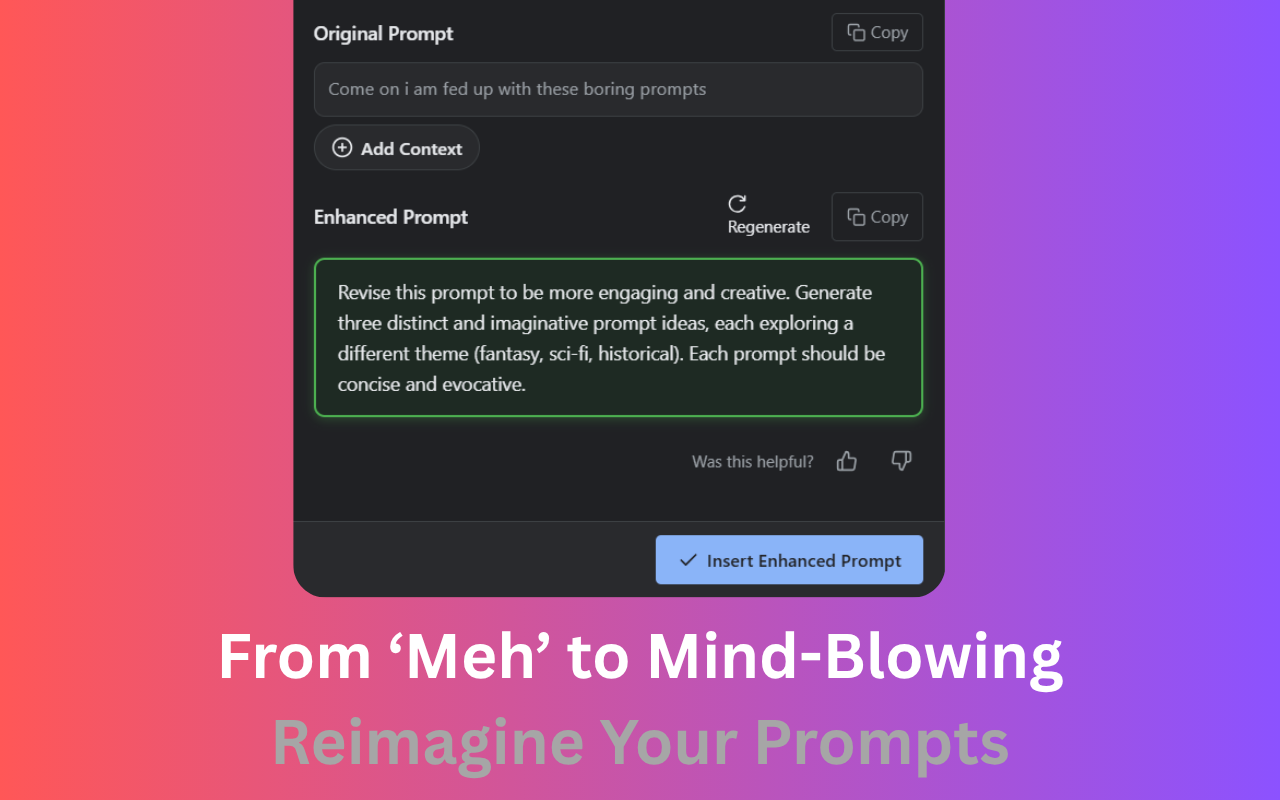 Original Prompt
Copy
Come on i am fed up with these boring prompts
Add Context
Enhanced Prompt
Regenerate
Copy
Revise this prompt to be more engaging and creative. Generate
three distinct and imaginative prompt ideas, each exploring a
different theme (fantasy, sci-fi, historical). Each prompt should be
concise and evocative.
Was this helpful?
Insert Enhanced Prompt
From ‘Meh’ to Mind-Blowing
Reimagine Your Prompts